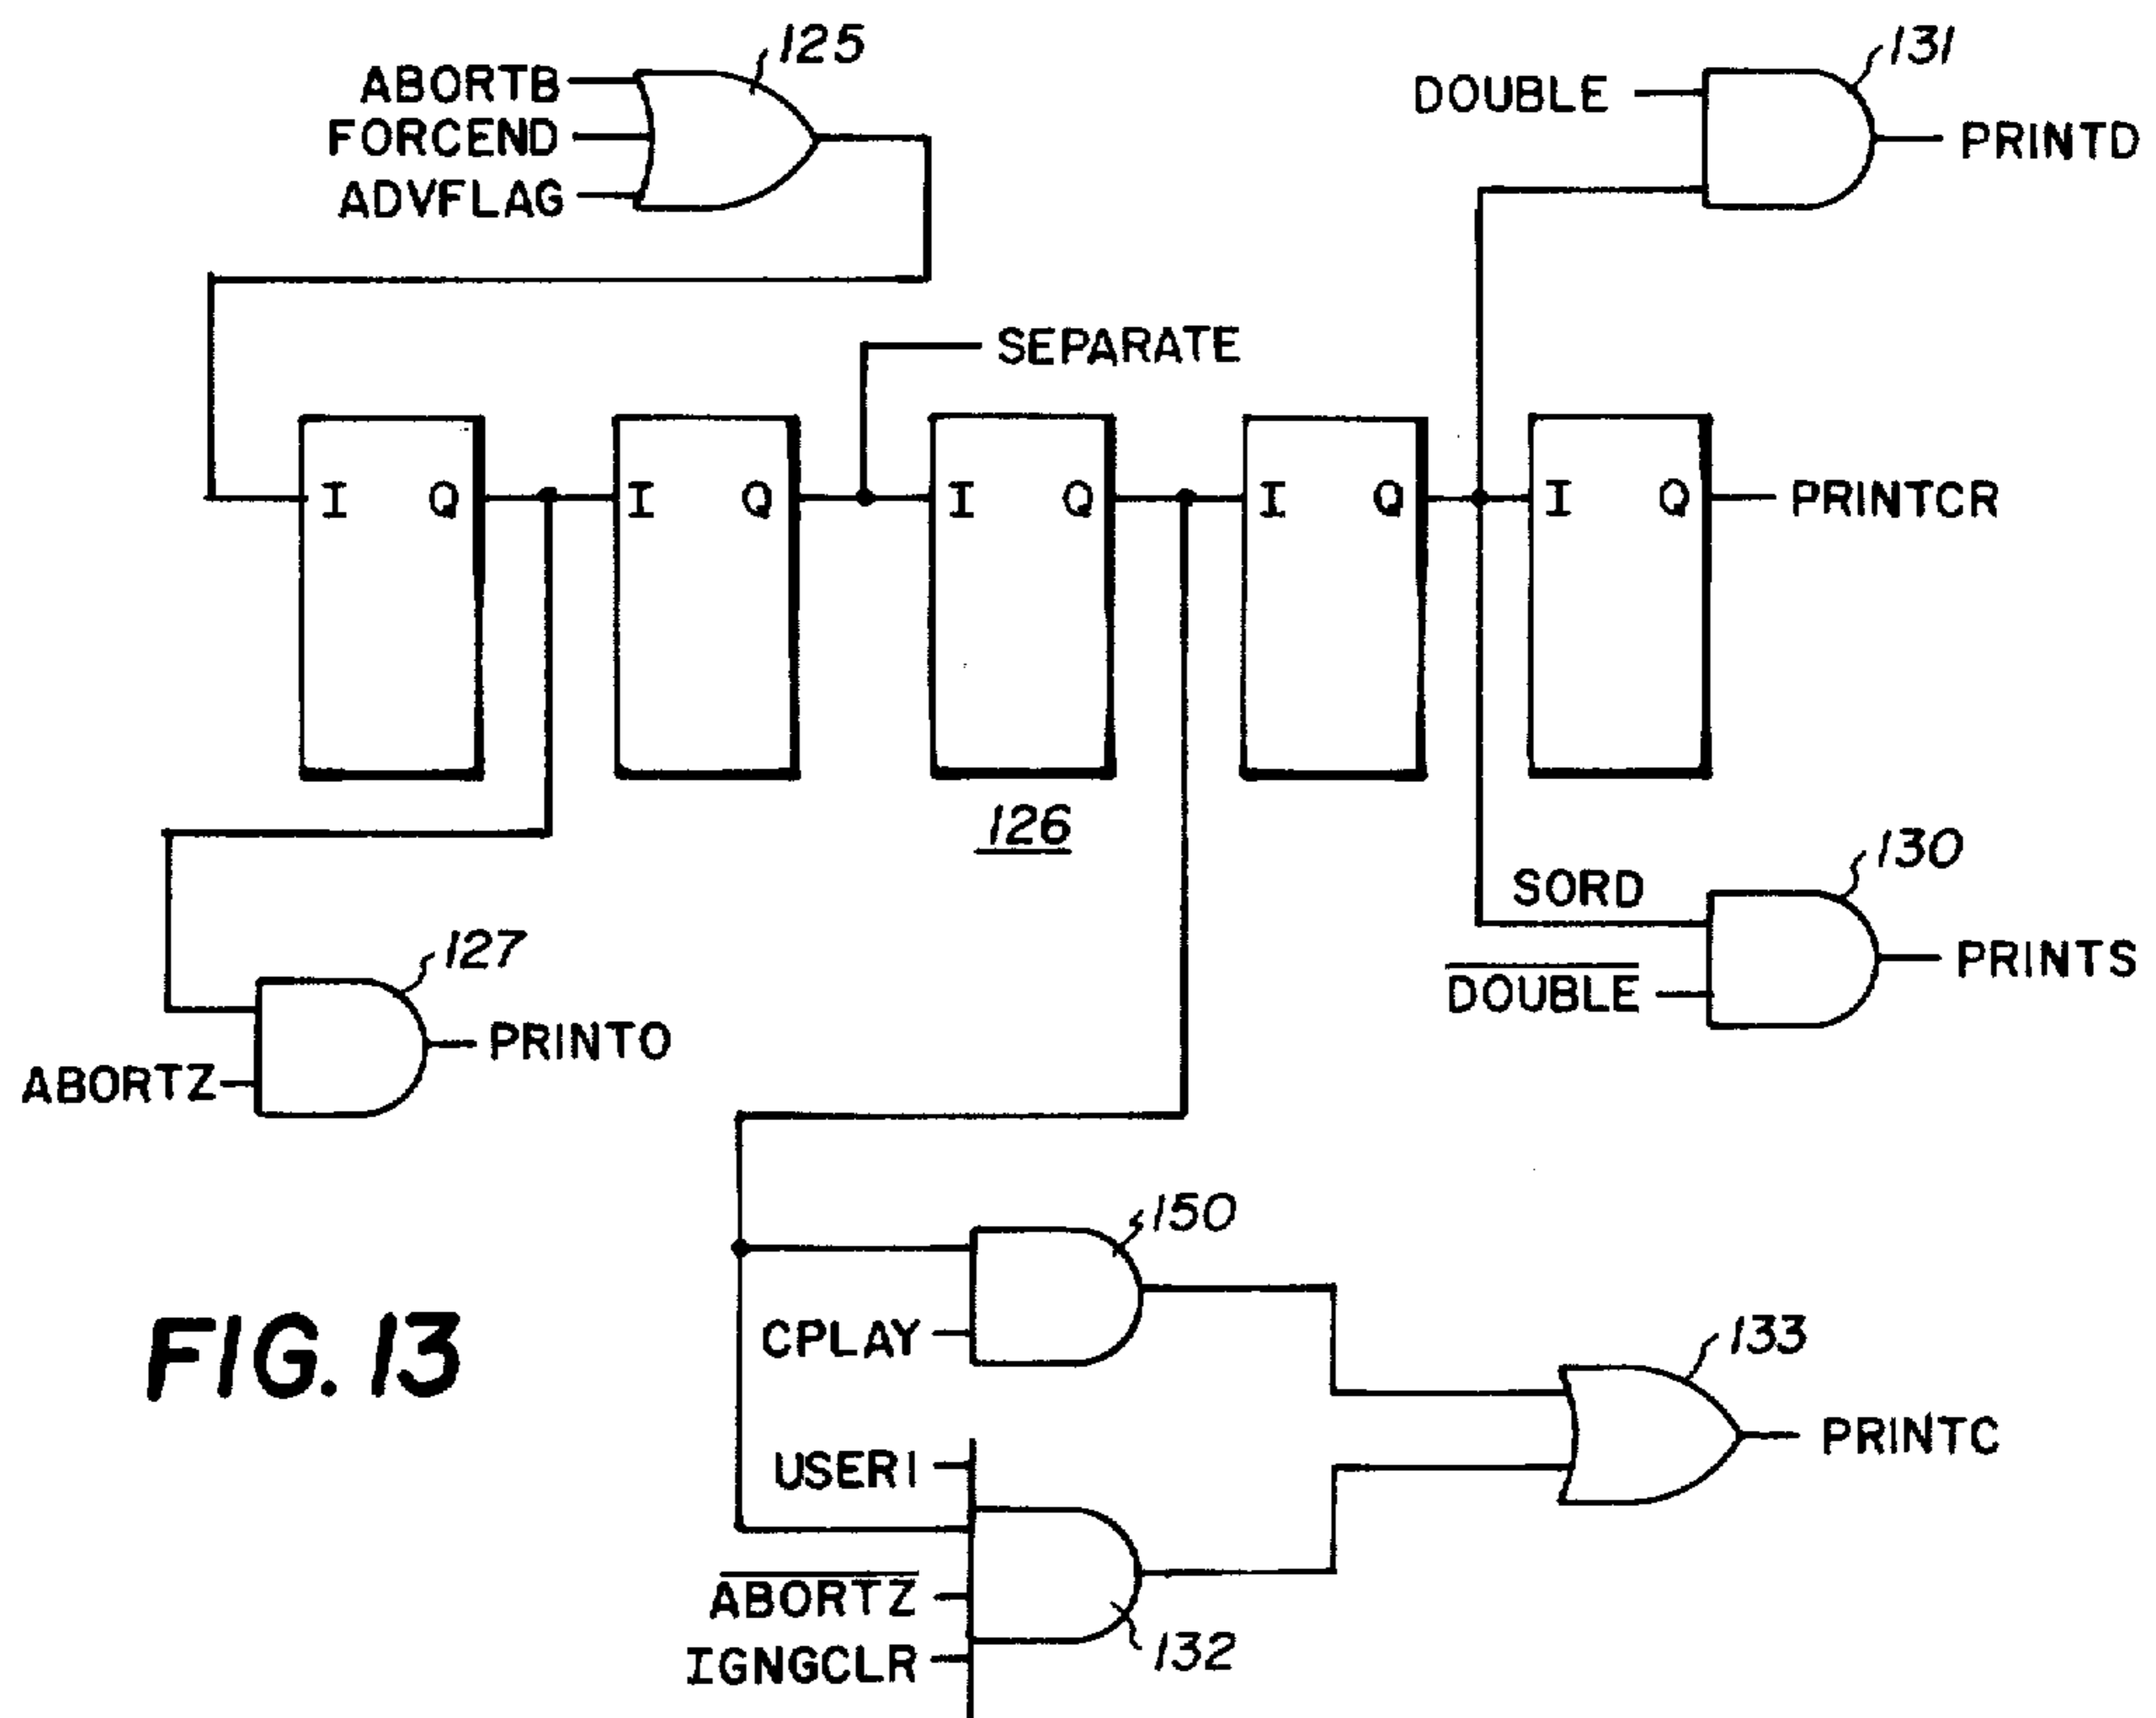 125
ABORTB
FORCEND
ADVFLAG
131
DOUBLE
PRINTD
SEPARATE
I Q I Q I Q I Q I Q PRINTCR
126
SORD
130
PRINTS
DOUBLE
127
PRINTO
ABORTZ
150
CPLAY
133
PRINTC
USER1
ABORTZ
IGNGCLR
132
FIG. 13